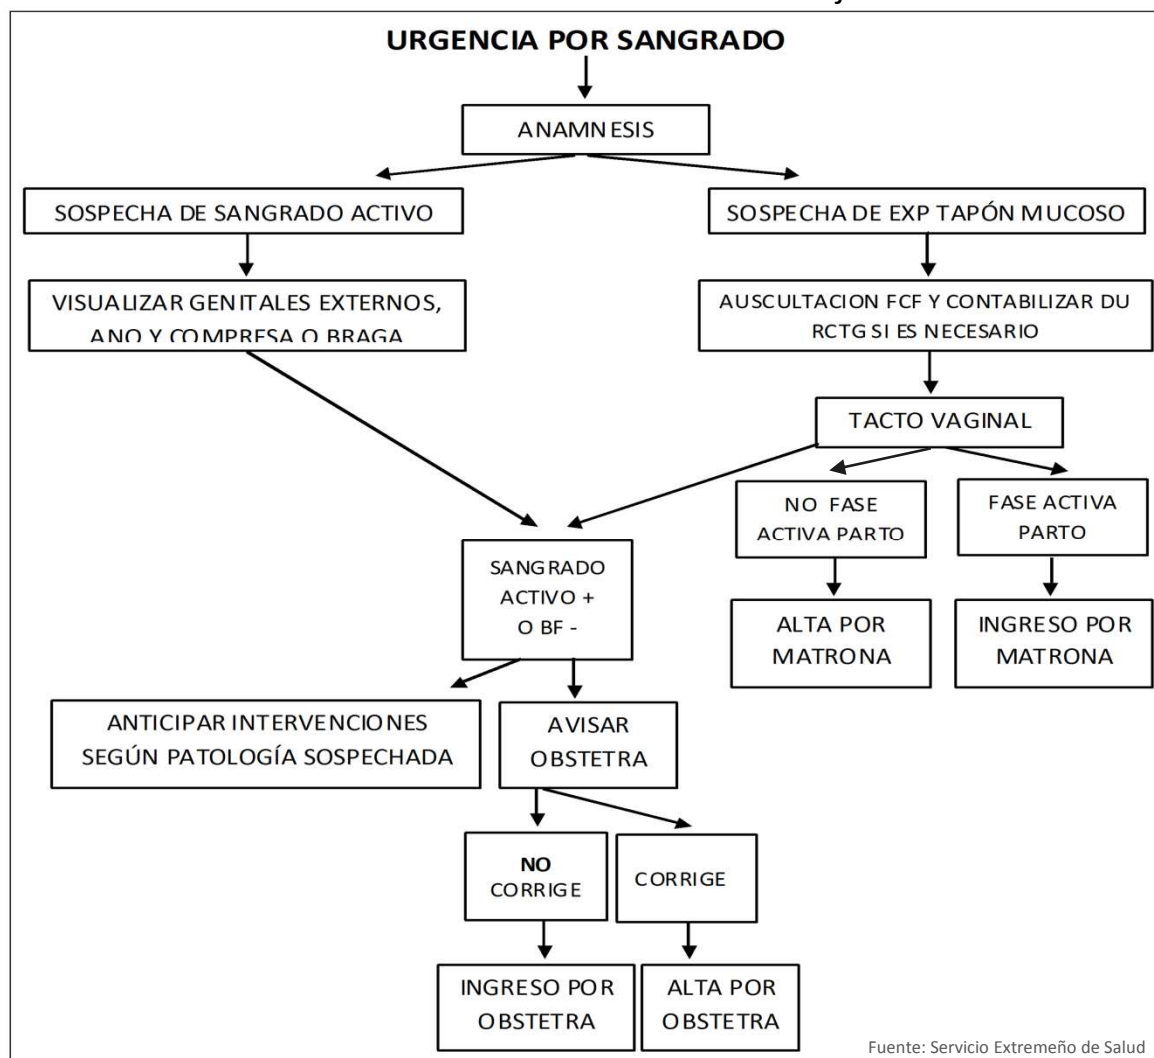 URGENCIA POR SANGRADO
ANAMNESIS
SOSPECHA DE SANGRADO ACTIVO
SOSPECHA DE EXP TAPÓN MUCOSO
VISUALIZAR GENITALES EXTERNOS,
ANO Y COMPRESA O BRAGA
AUSCULTACION FCF Y CONTABILIZAR DU
RCTG SI ES NECESARIO
TACTO VAGINAL
NO FASE
ACTIVA PARTO
FASE ACTIVA
PARTO
SANGRADO
ACTIVO +
O BF -
ALTA POR
MATRONA
INGRESO POR
MATRONA
ANTICIPAR INTERVENCIONES
SEGÚN PATOLOGÍA SOSPECHADA
AVISAR
OBSTETRA
NO
CORRIGE
CORRIGE
INGRESO POR
OBSTETRA
ALTA POR
OBSTETRA
Fuente: Servicio Extremeño de Salud